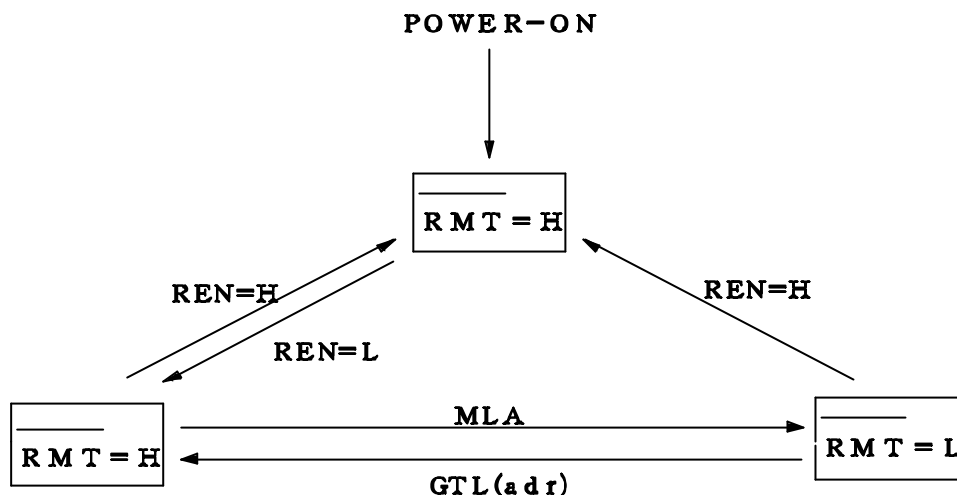 POWER-ON
RMT=H
REN=H
REN=H
REN=L
MLA
RMT=H
RMT=L
GTL(adr)